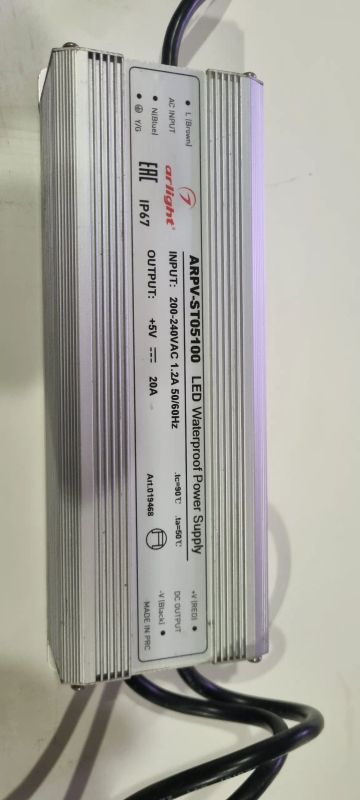 ● L (Brown)
AC INPUT
● N(Blue)
● Y/G
arlight®
EAC IP67
ARPV-ST05100 LED Waterproof Power Supply
INPUT: 200-240VAC 1.2A 50/60Hz
OUTPUT: +5V 20A
.tc=90℃ .ta=50℃
Art.019468
+V (RED) ●
DC OUTPUT
-V (Black) ●
MADE IN PRC